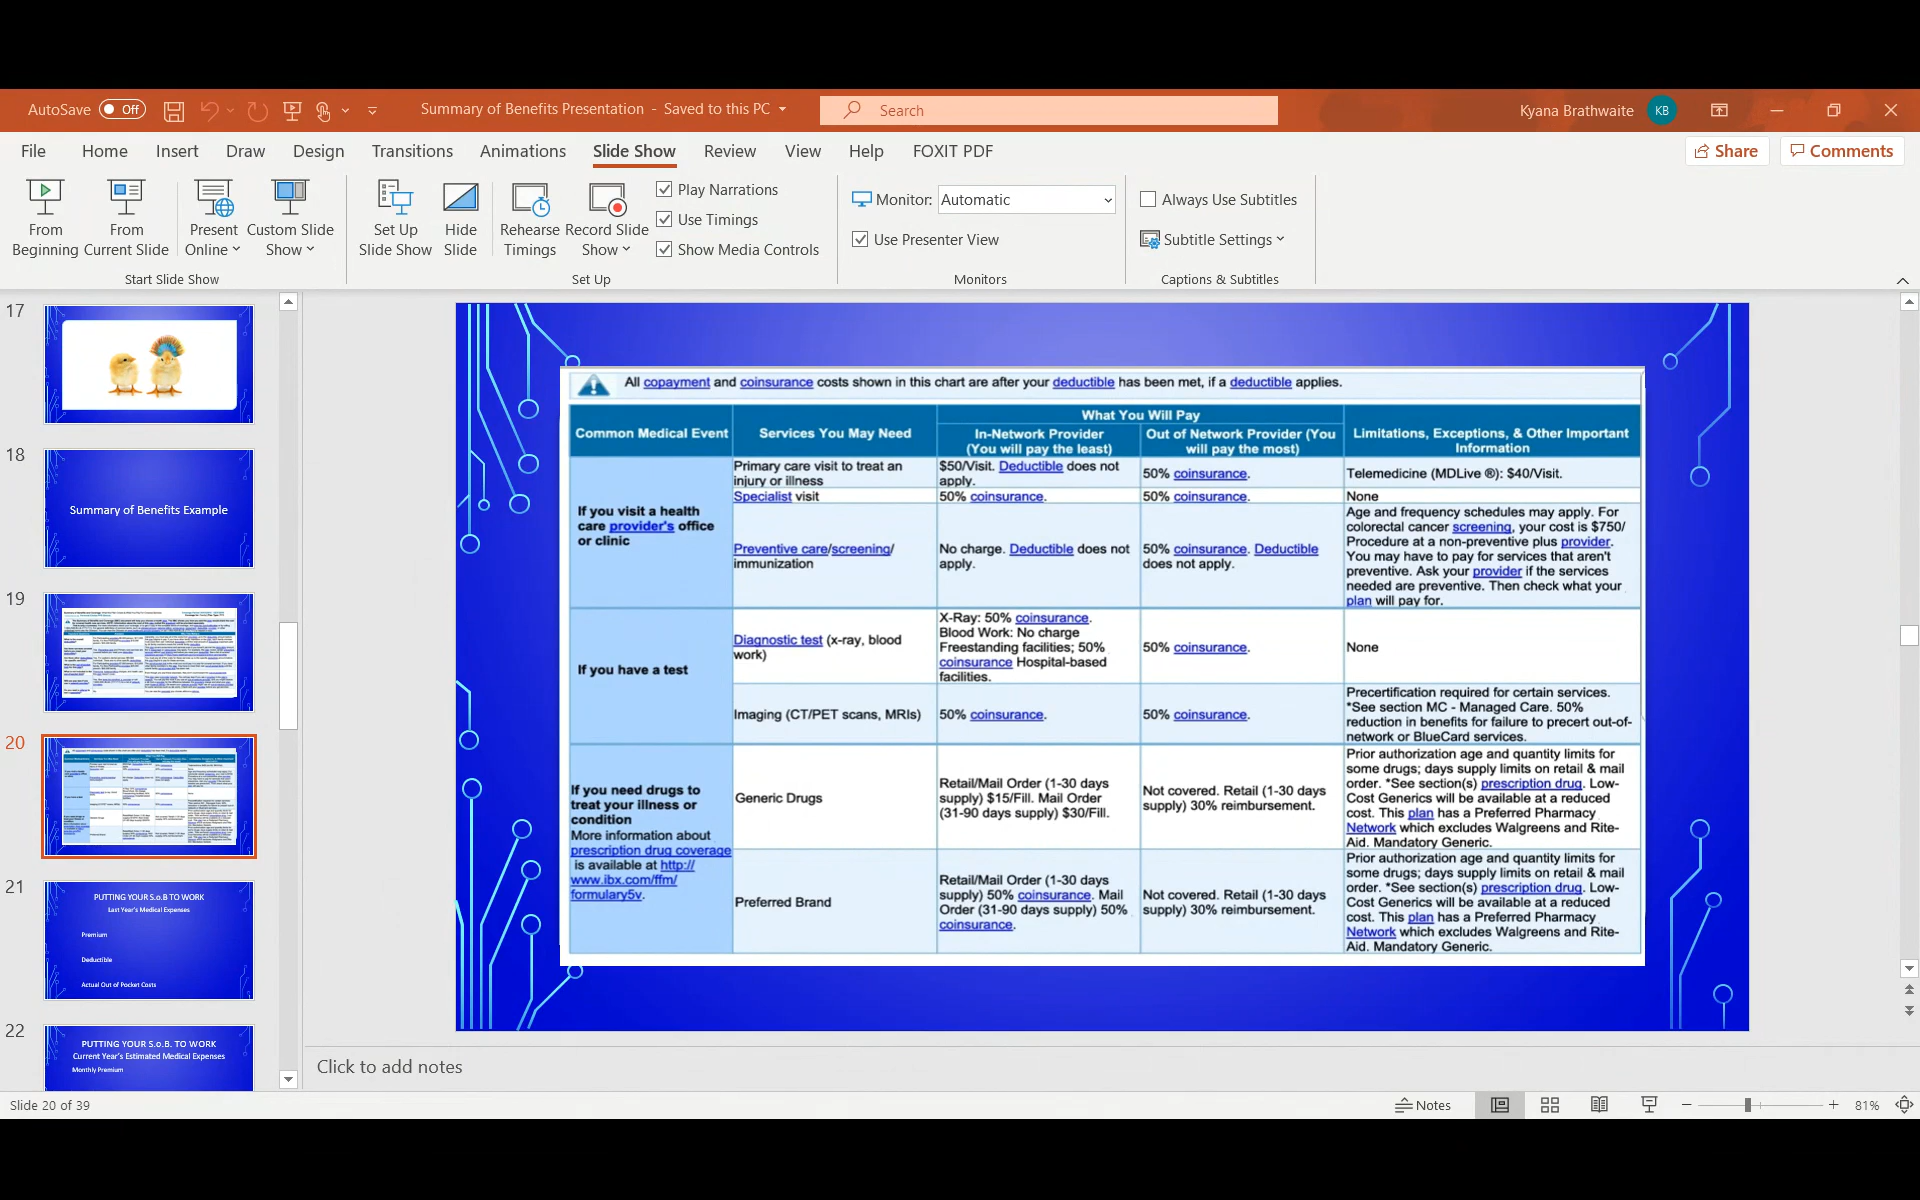 AutoSave Off Summary of Benefits Presentation - Saved to this PC Search Kyana Brathwaite KB
File Home Insert Draw Design Transitions Animations Slide Show Review View Help FOXIT PDF Share Comments
From Beginning
From Current Slide
Present Online
Custom Slide Show
Start Slide Show
Set Up Slide Show
Hide Slide
Rehearse Timings
Record Slide Show
Play Narrations
Use Timings
Show Media Controls
Set Up
Monitor: Automatic
Use Presenter View
Monitors
Always Use Subtitles
Subtitle Settings
Captions & Subtitles
17
18
Summary of Benefits Example
19
20
21
PUTTING YOUR S.o.B TO WORK
Last Year's Medical Expenses
Premium
Deductible
Actual Out of Pocket Costs
22
PUTTING YOUR S.o.B. TO WORK
Current Year's Estimated Medical Expenses
Monthly Premium
All copayment and coinsurance costs shown in this chart are after your deductible has been met, if a deductible applies.
Common Medical Event
Services You May Need
What You Will Pay
In-Network Provider
(You will pay the least)
Out of Network Provider (You
will pay the most)
Limitations, Exceptions, & Other Important
Information
If you visit a health
care provider's office
or clinic
Primary care visit to treat an
injury or illness
$50/Visit. Deductible does not
apply.
50% coinsurance.
Telemedicine (MDLive ®): $40/Visit.
Specialist visit
50% coinsurance.
50% coinsurance.
None
Preventive care/screening/
immunization
No charge. Deductible does not
apply.
50% coinsurance. Deductible
does not apply.
Age and frequency schedules may apply. For
colorectal cancer screening, your cost is $750/
Procedure at a non-preventive plus provider.
You may have to pay for services that aren't
preventive. Ask your provider if the services
needed are preventive. Then check what your
plan will pay for.
If you have a test
Diagnostic test (x-ray, blood
work)
X-Ray: 50% coinsurance.
Blood Work: No charge
Freestanding facilities; 50%
coinsurance Hospital-based
facilities.
50% coinsurance.
None
Imaging (CT/PET scans, MRIs)
50% coinsurance.
50% coinsurance.
Precertification required for certain services.
*See section MC - Managed Care. 50%
reduction in benefits for failure to precert out-of-
network or BlueCard services.
If you need drugs to
treat your illness or
condition
More information about
prescription drug coverage
is available at http://
www.ibx.com/ffm/
formulary5v.
Generic Drugs
Retail/Mail Order (1-30 days
supply) $15/Fill. Mail Order
(31-90 days supply) $30/Fill.
Not covered. Retail (1-30 days
supply) 30% reimbursement.
Prior authorization age and quantity limits for
some drugs; days supply limits on retail & mail
order. *See section(s) prescription drug. Low-
Cost Generics will be available at a reduced
cost. This plan has a Preferred Pharmacy
Network which excludes Walgreens and Rite-
Aid. Mandatory Generic.
Preferred Brand
Retail/Mail Order (1-30 days
supply) 50% coinsurance. Mail
Order (31-90 days supply) 50%
coinsurance.
Not covered. Retail (1-30 days
supply) 30% reimbursement.
Prior authorization age and quantity limits for
some drugs; days supply limits on retail & mail
order. *See section(s) prescription drug. Low-
Cost Generics will be available at a reduced
cost. This plan has a Preferred Pharmacy
Network which excludes Walgreens and Rite-
Aid. Mandatory Generic.
Click to add notes
Slide 20 of 39 Notes 81%